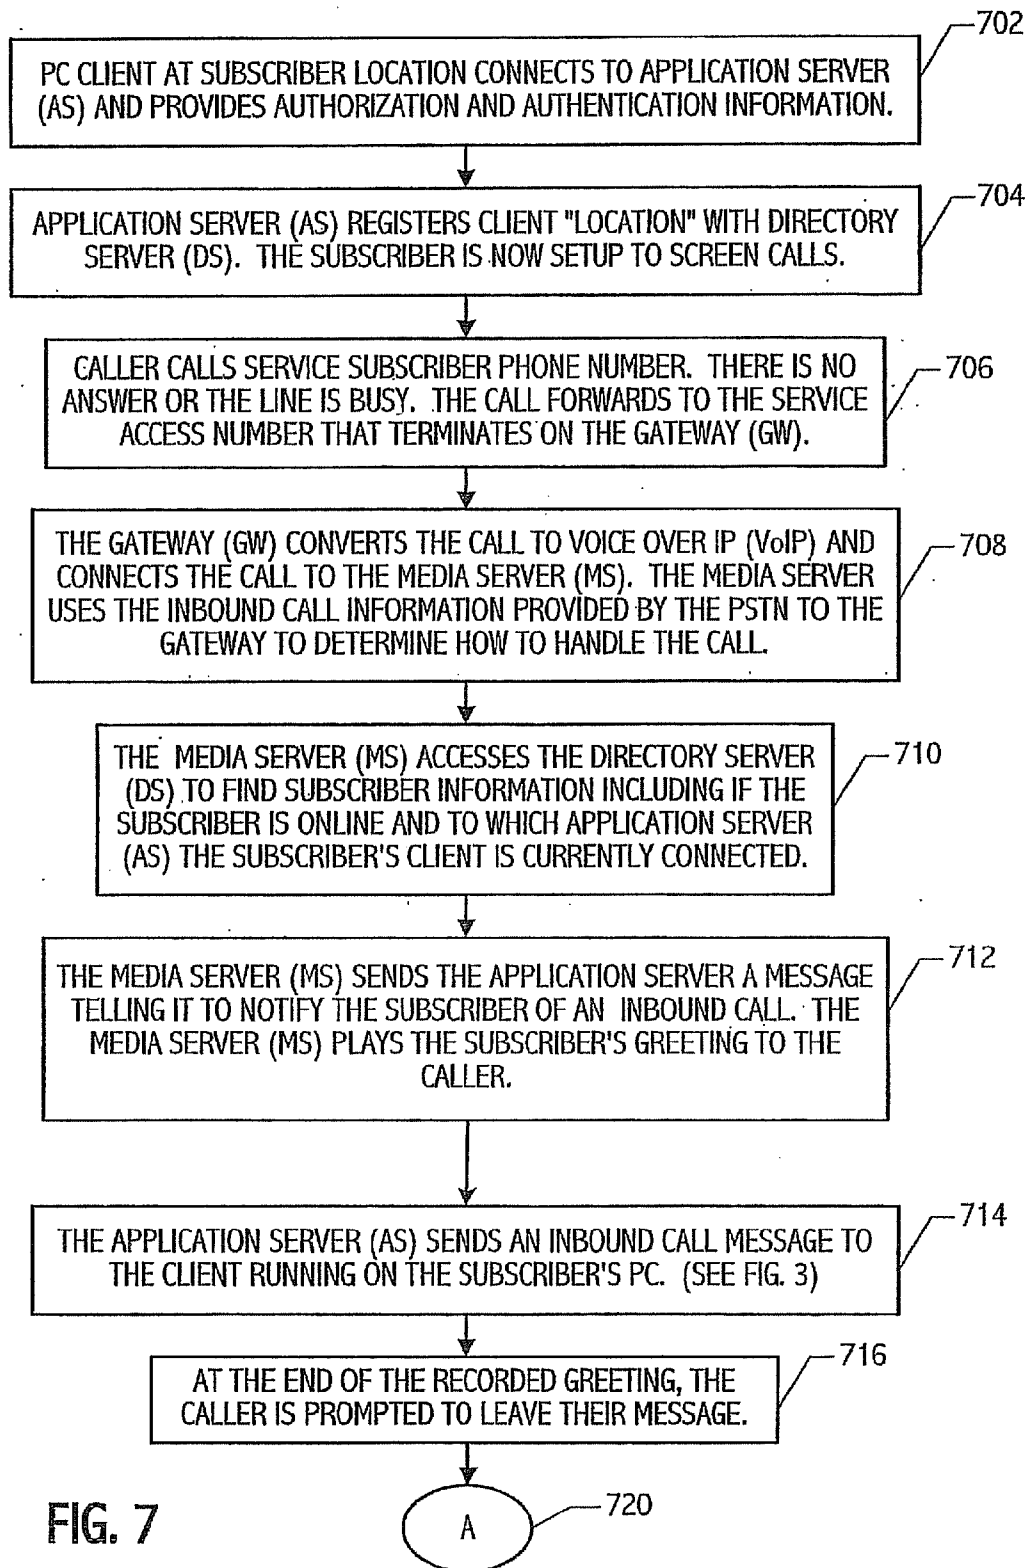 702
PC CLIENT AT SUBSCRIBER LOCATION CONNECTS TO APPLICATION SERVER
(AS) AND PROVIDES AUTHORIZATION AND AUTHENTICATION INFORMATION.
704
APPLICATION SERVER (AS) REGISTERS CLIENT "LOCATION" WITH DIRECTORY
SERVER (DS). THE SUBSCRIBER IS NOW SETUP TO SCREEN CALLS.
706
CALLER CALLS SERVICE SUBSCRIBER PHONE NUMBER. THERE IS NO
ANSWER OR THE LINE IS BUSY. THE CALL FORWARDS TO THE SERVICE
ACCESS NUMBER THAT TERMINATES ON THE GATEWAY (GW).
708
THE GATEWAY (GW) CONVERTS THE CALL TO VOICE OVER IP (VoIP) AND
CONNECTS THE CALL TO THE MEDIA SERVER (MS). THE MEDIA SERVER
USES THE INBOUND CALL INFORMATION PROVIDED BY THE PSTN TO THE
GATEWAY TO DETERMINE HOW TO HANDLE THE CALL.
710
THE MEDIA SERVER (MS) ACCESSES THE DIRECTORY SERVER
(DS) TO FIND SUBSCRIBER INFORMATION INCLUDING IF THE
SUBSCRIBER IS ONLINE AND TO WHICH APPLICATION SERVER
(AS) THE SUBSCRIBER'S CLIENT IS CURRENTLY CONNECTED.
712
THE MEDIA SERVER (MS) SENDS THE APPLICATION SERVER A MESSAGE
TELLING IT TO NOTIFY THE SUBSCRIBER OF AN INBOUND CALL. THE
MEDIA SERVER (MS) PLAYS THE SUBSCRIBER'S GREETING TO THE
CALLER.
714
THE APPLICATION SERVER (AS) SENDS AN INBOUND CALL MESSAGE TO
THE CLIENT RUNNING ON THE SUBSCRIBER'S PC. (SEE FIG. 3)
716
AT THE END OF THE RECORDED GREETING, THE
CALLER IS PROMPTED TO LEAVE THEIR MESSAGE.
720
A
FIG. 7